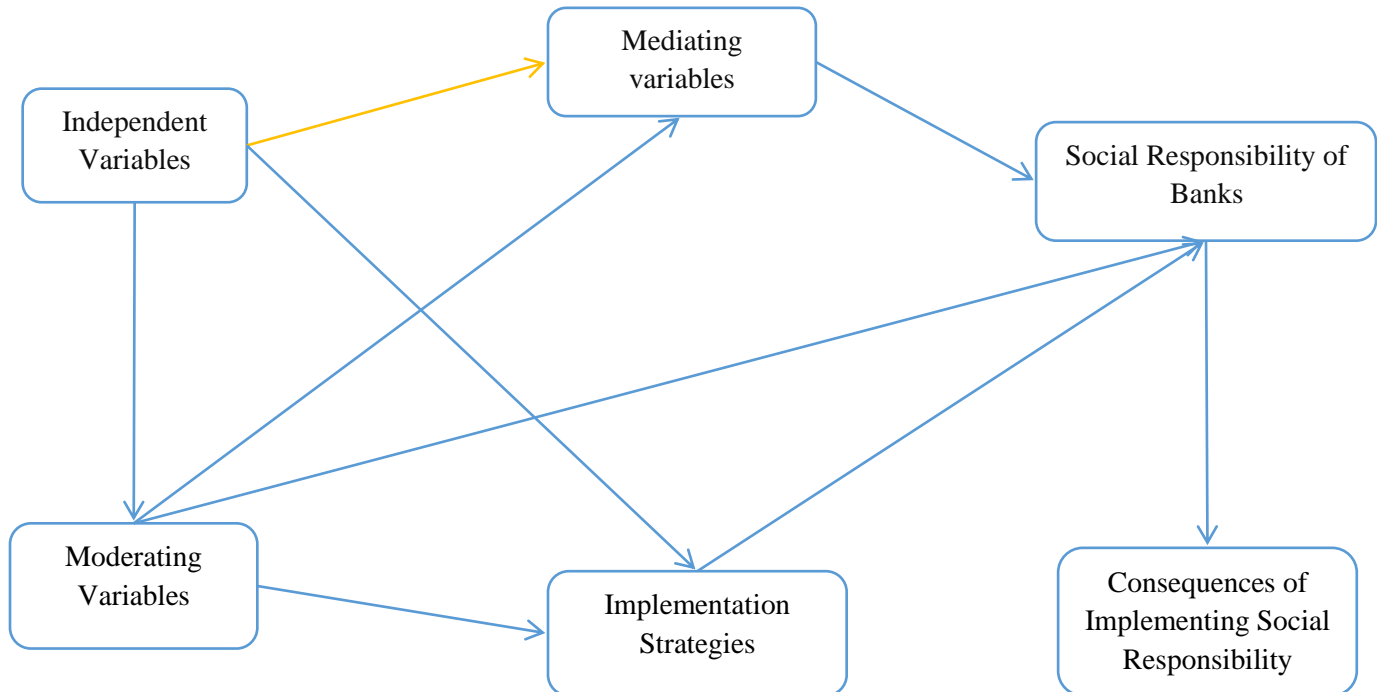 Mediating
variables
Independent
Variables
Social Responsibility of
Banks
Moderating
Variables
Implementation
Strategies
Consequences of
Implementing Social
Responsibility